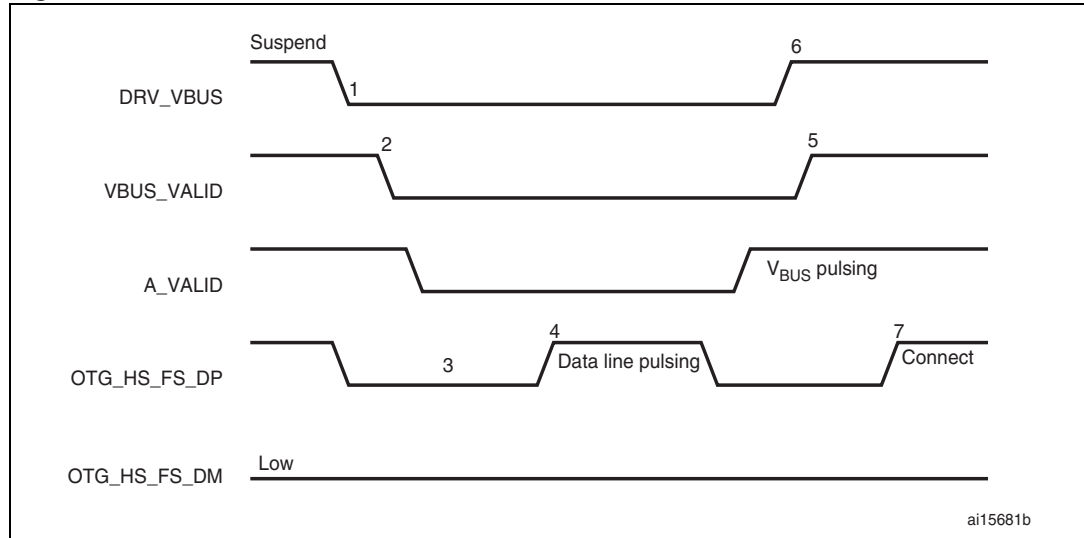 Suspend
6
DRV_VBUS
1
2
5
VBUS_VALID
A_VALID
VBUS pulsing
4
7
OTG_HS_FS_DP
3
Data line pulsing
Connect
OTG_HS_FS_DM
Low
ai15681b